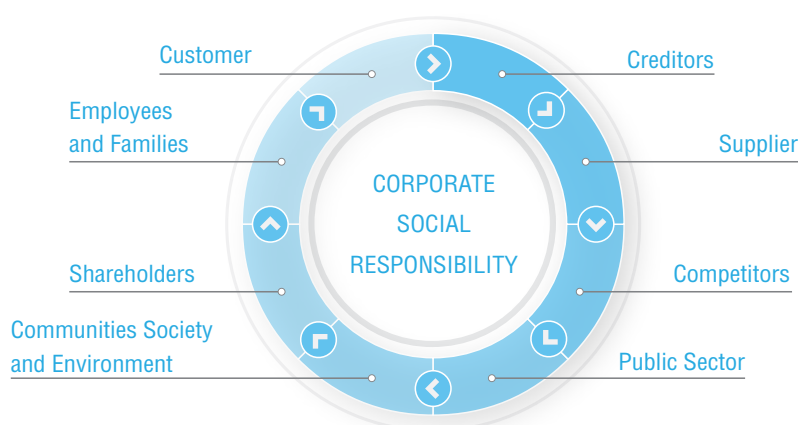 Customer
Creditors
Employees
and Families
Supplier
CORPORATE
SOCIAL
RESPONSIBILITY
Shareholders
Competitors
Communities Society
and Environment
Public Sector